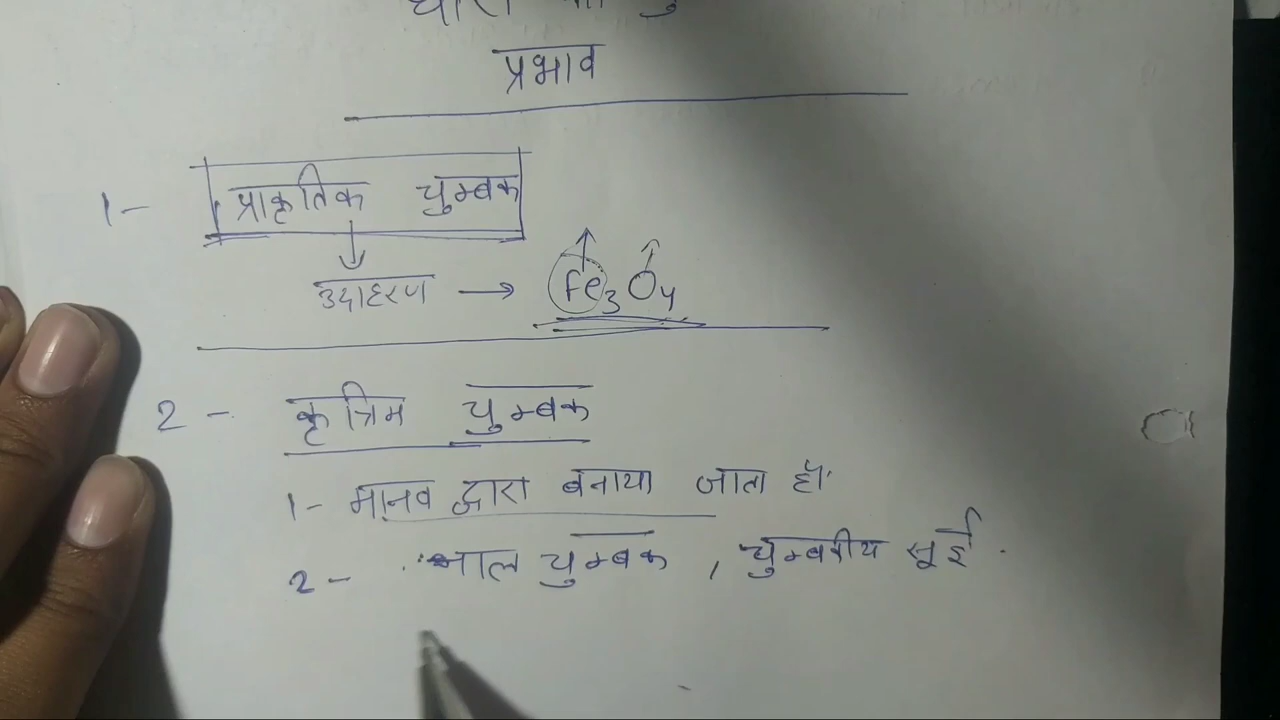 प्रभाव
1- प्राकृतिक चुम्बक
उदाहरण → Fe₃O₄
2- कृत्रिम चुम्बक
1- मानव द्वारा बनाया जाता है।
2- नाल चुम्बक , चुम्बकीय सूई .